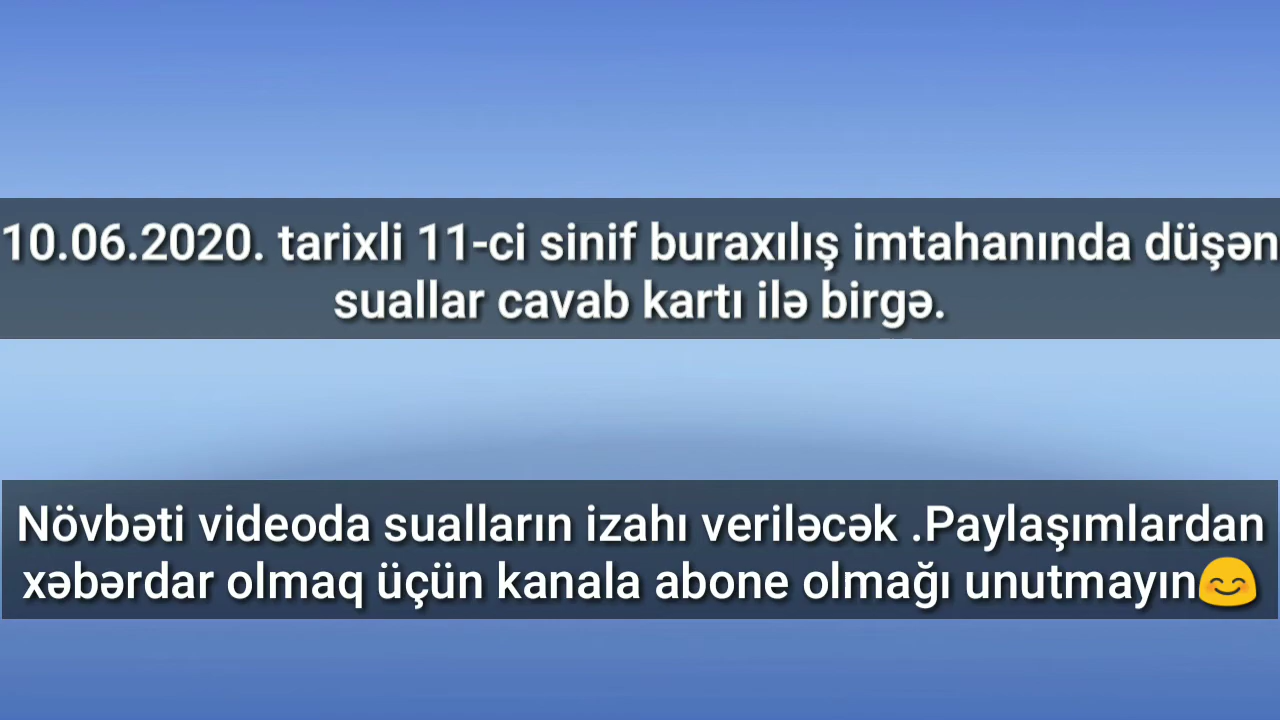 10.06.2020. tarixli 11-ci sinif buraxılış imtahanında düşən
suallar cavab kartı ilə birgə.
Növbəti videoda sualların izahı veriləcək .Paylaşımlardan
xəbərdar olmaq üçün kanala abone olmağı unutmayın😊